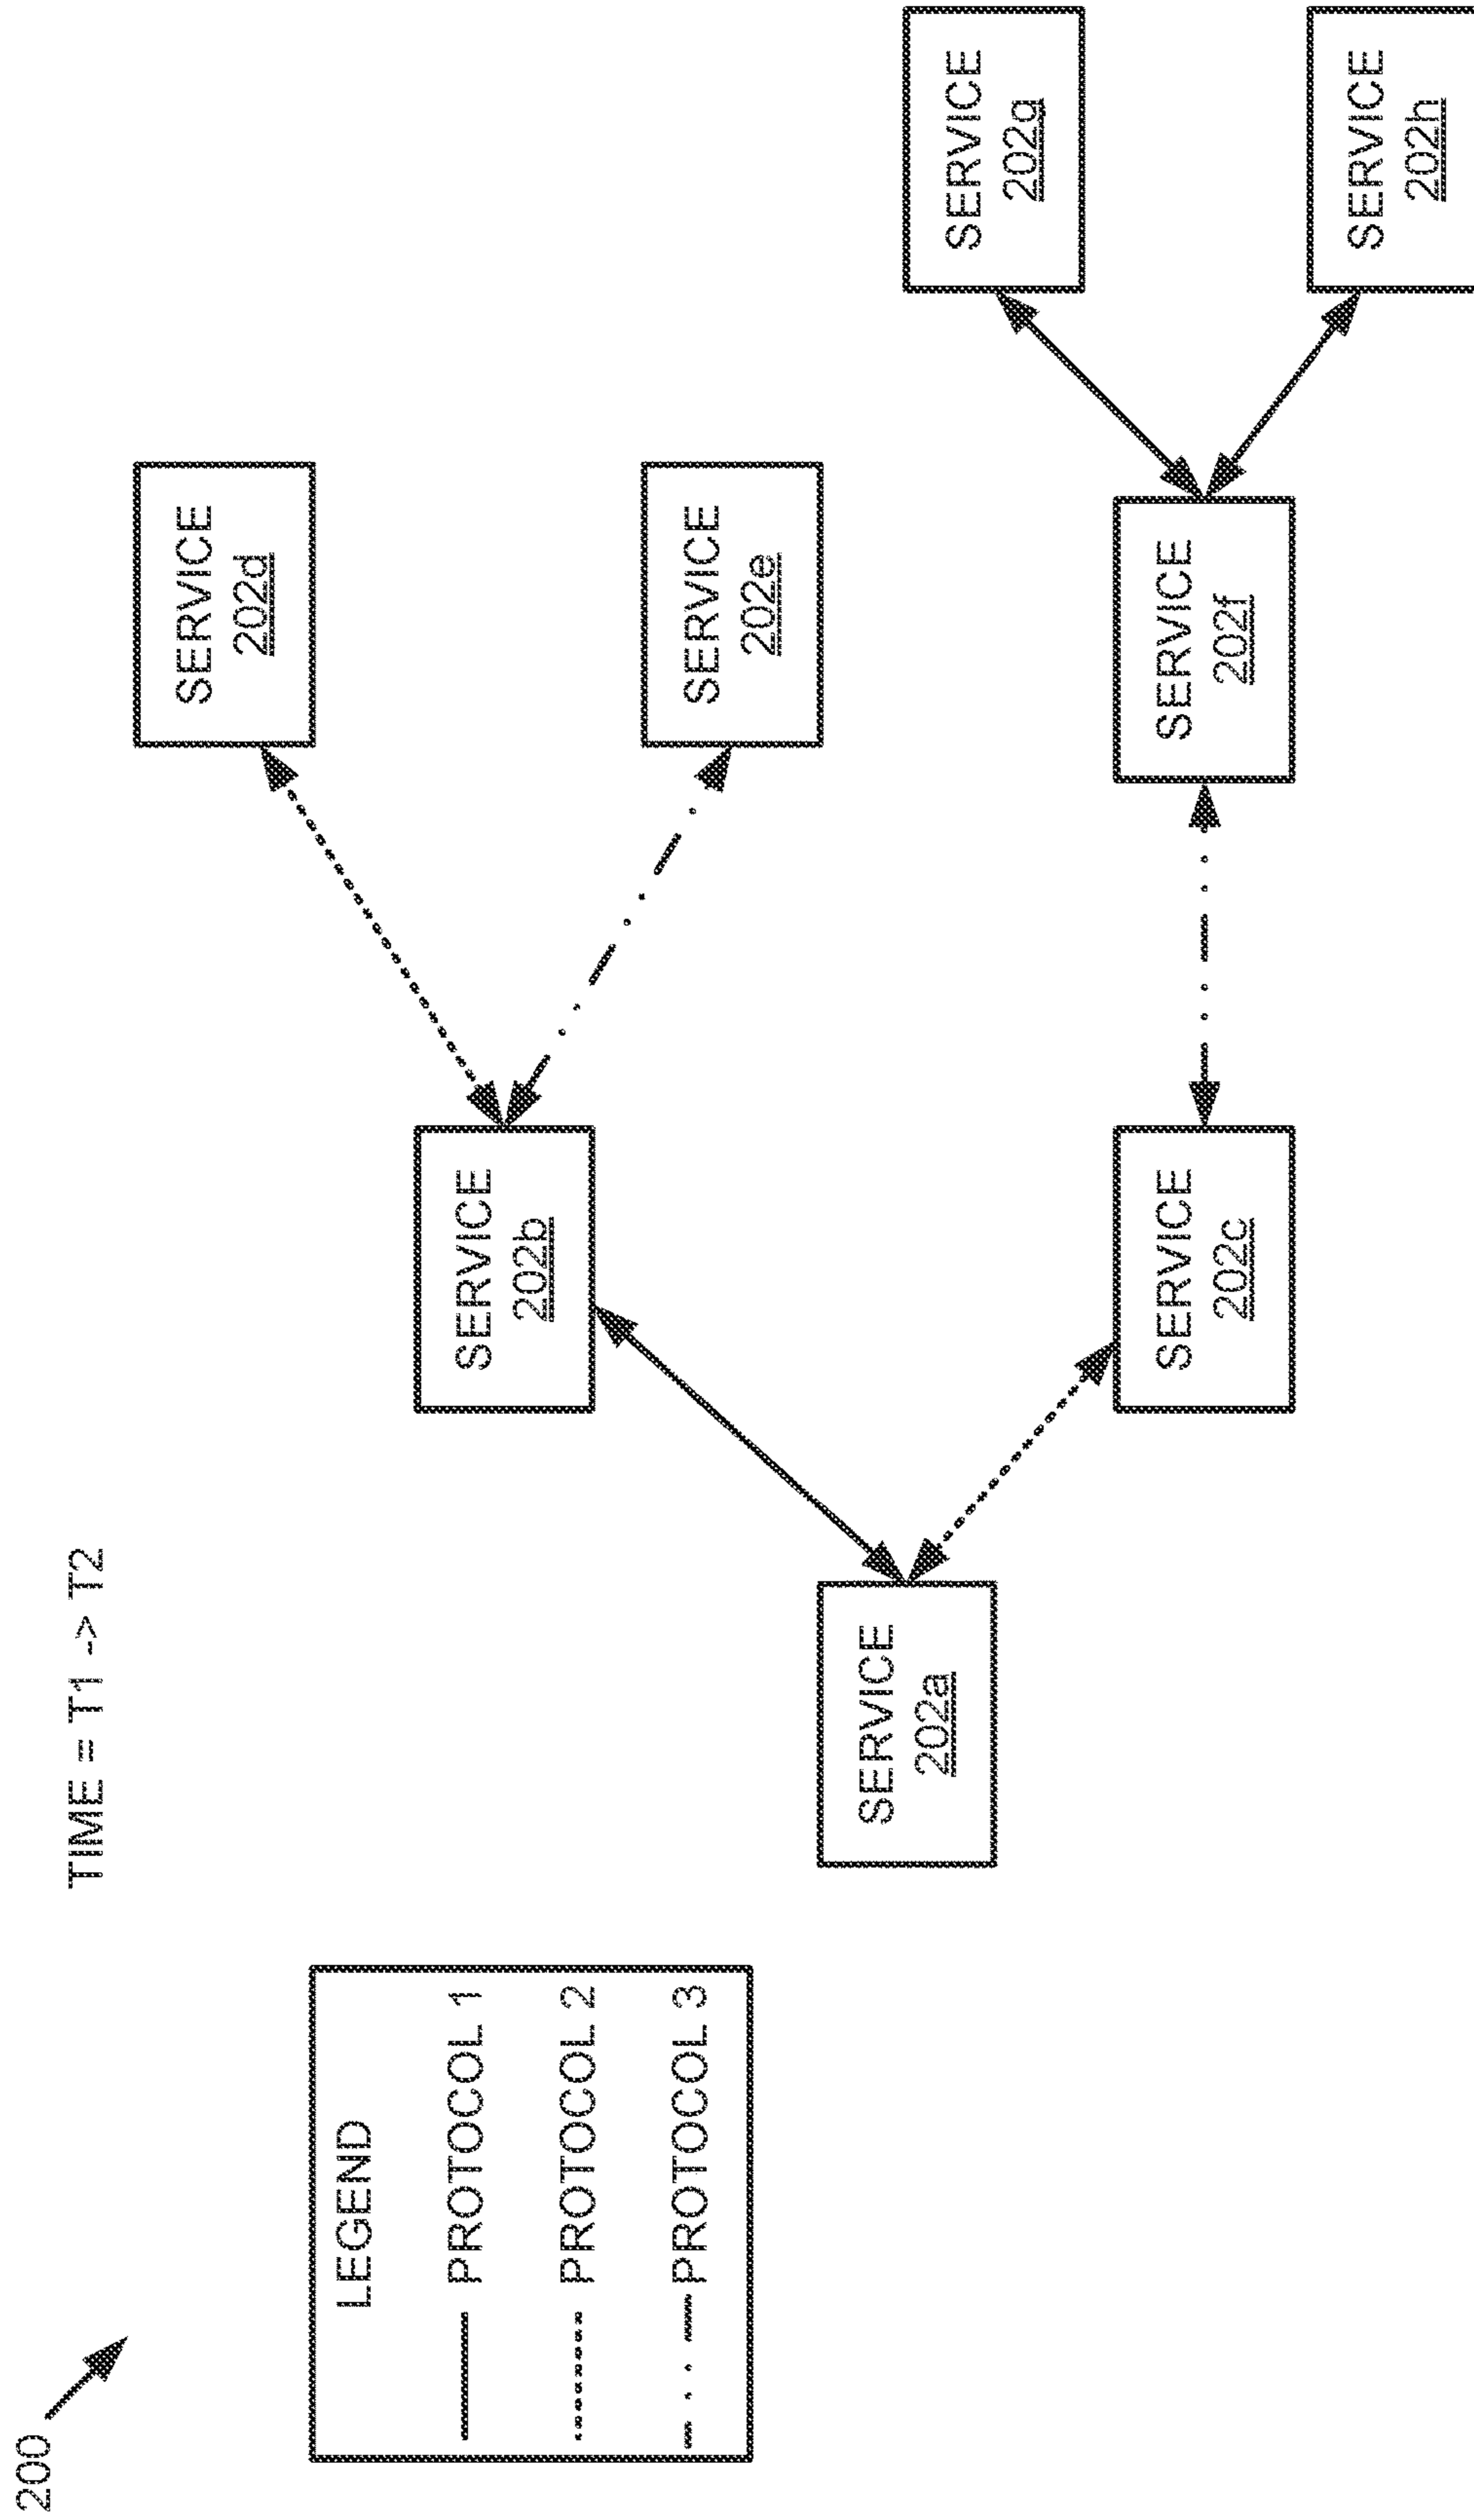 200
TIME = T1 -> T2
LEGEND
PROTOCOL 1
PROTOCOL 2
PROTOCOL 3
SERVICE
202a
SERVICE
202b
SERVICE
202c
SERVICE
202d
SERVICE
202e
SERVICE
202f
SERVICE
202g
SERVICE
202h